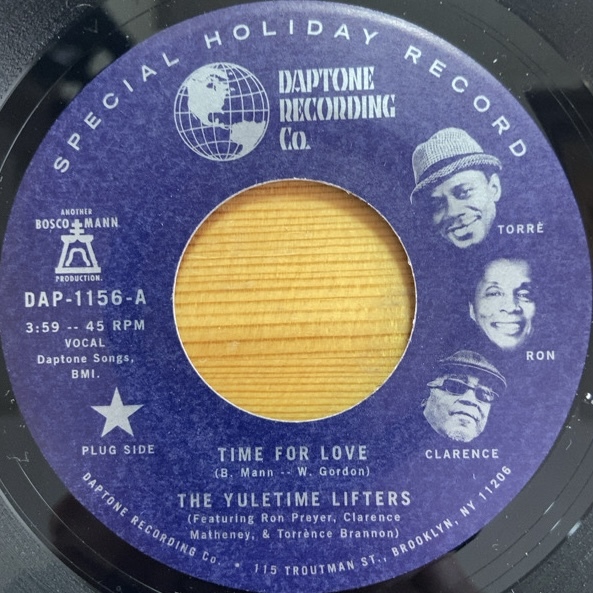 SPECIAL HOLIDAY RECORD
DAPTONE
RECORDING
Co.
TORRÈ
ANOTHER
BOSCO MANN
PRODUCTION.
DAP-1156-A
3:59 -- 45 RPM
VOCAL
Daptone Songs,
BMI.
RON
PLUG SIDE
CLARENCE
TIME FOR LOVE
(B. Mann -- W. Gordon)
THE YULETIME LIFTERS
(Featuring Ron Prayer, Clarence
Matheney, & Torrènce Brannon)
DAPTONE RECORDING Co. • 115 TROUTMAN ST., BROOKLYN, NY 11206